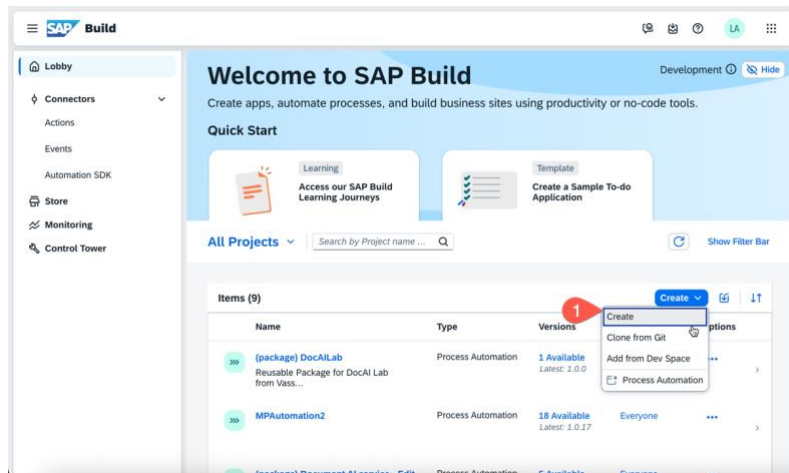 SAP Build
LA
Lobby
Connectors
Actions
Events
Automation SDK
Store
Monitoring
Control Tower
Welcome to SAP Build
Development
Hide
Create apps, automate processes, and build business sites using productivity or no-code tools.
Quick Start
Learning
Access our SAP Build
Learning Journeys
Template
Create a Sample To-do
Application
All Projects
Search by Project name ...
Show Filter Bar
Items (9)
Create
1
Create
Clone from Git
Add from Dev Space
Process Automation
Name Type Versions ptions
(package) DocAILab Process Automation 1 Available
Reusable Package for DocAI Lab Latest: 1.0.0
from Vass...
MPAutomation2 Process Automation 18 Available Everyone
Latest: 1.0.17